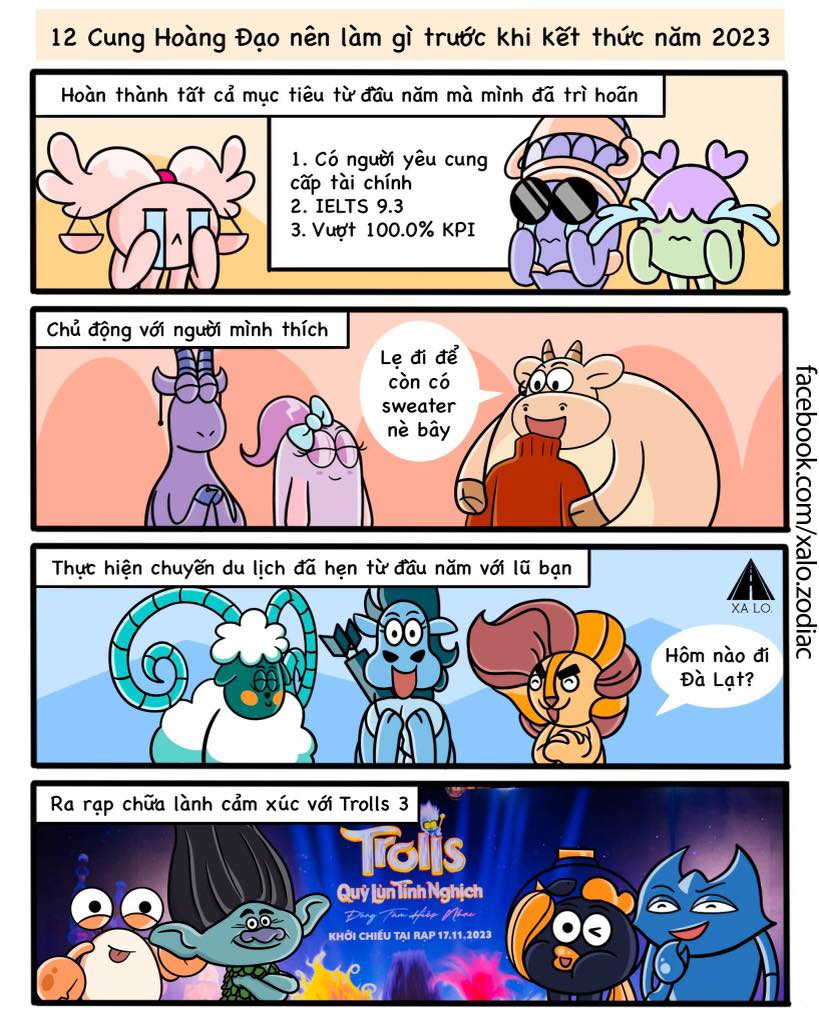 12 Cung Hoàng Đạo nên làm gì trước khi kết thức năm 2023
Hoàn thành tất cả mục tiêu từ đầu năm mà mình đã trì hoãn
1. Có người yêu cung
cấp tài chính
2. IELTS 9.3
3. Vượt 100.0% KPI
Chủ động với người mình thích
Lẹ đi để
còn có
sweater
nè bây
Thực hiện chuyến du lịch đã hẹn từ đầu năm với lũ bạn
XA LO.
Hôm nào đi
Đà Lạt?
Ra rạp chữa lành cảm xúc với Trolls 3
Trolls
Quỷ Lùn Tinh Nghịch
Đồng Tâm Hiệp Nhạc
KHỞI CHIẾU TẠI RẠP 17.11.2023
facebook.com/xalo.zodiac